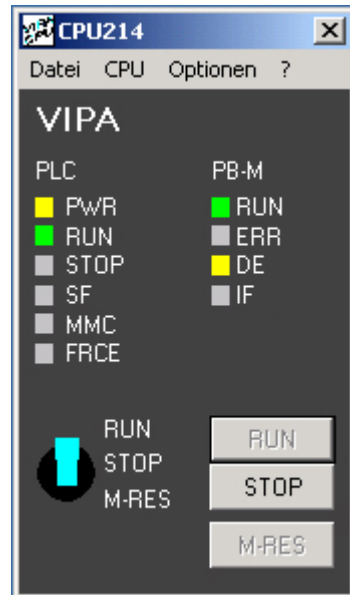 CPU214
Datei CPU Optionen ?
VIPA
PLC PB-M
PWR RUN
RUN ERR
STOP DE
SF IF
MMC
FRCE
RUN RUN
STOP STOP
M-RES M-RES